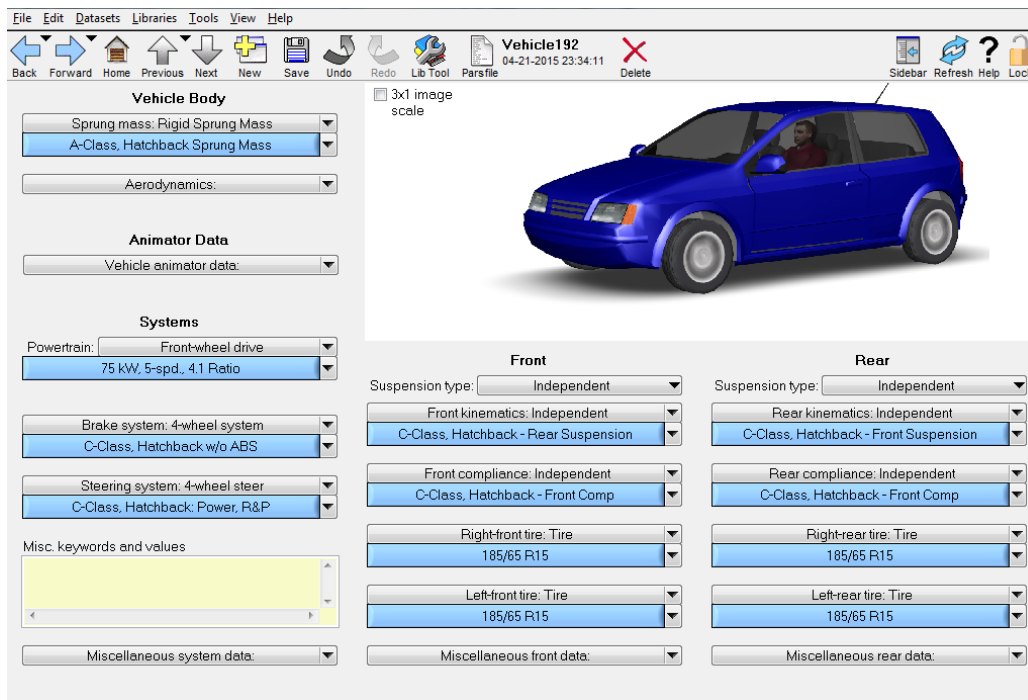 File Edit Datasets Libraries Tools View Help
Back Forward Home Previous Next New Save Undo Redo Lib Tool Parsfile
Vehicle192
04-21-2015 23:34:11
Delete Sidebar Refresh Help Loc
Vehicle Body
Sprung mass: Rigid Sprung Mass
A-Class, Hatchback Sprung Mass
Aerodynamics:
Animator Data
Vehicle animator data:
Systems
Powertrain: Front-wheel drive
75 kW, 5-spd., 4.1 Ratio
Brake system: 4-wheel system
C-Class, Hatchback w/o ABS
Steering system: 4-wheel steer
C-Class, Hatchback: Power, R&P
Misc. keywords and values
Miscellaneous system data:
3x1 image
scale
Front
Suspension type: Independent
Front kinematics: Independent
C-Class, Hatchback - Rear Suspension
Front compliance: Independent
C-Class, Hatchback - Front Comp
Right-front tire: Tire
185/65 R15
Left-front tire: Tire
185/65 R15
Miscellaneous front data:
Rear
Suspension type: Independent
Rear kinematics: Independent
C-Class, Hatchback - Front Suspension
Rear compliance: Independent
C-Class, Hatchback - Front Comp
Right-rear tire: Tire
185/65 R15
Left-rear tire: Tire
185/65 R15
Miscellaneous rear data: